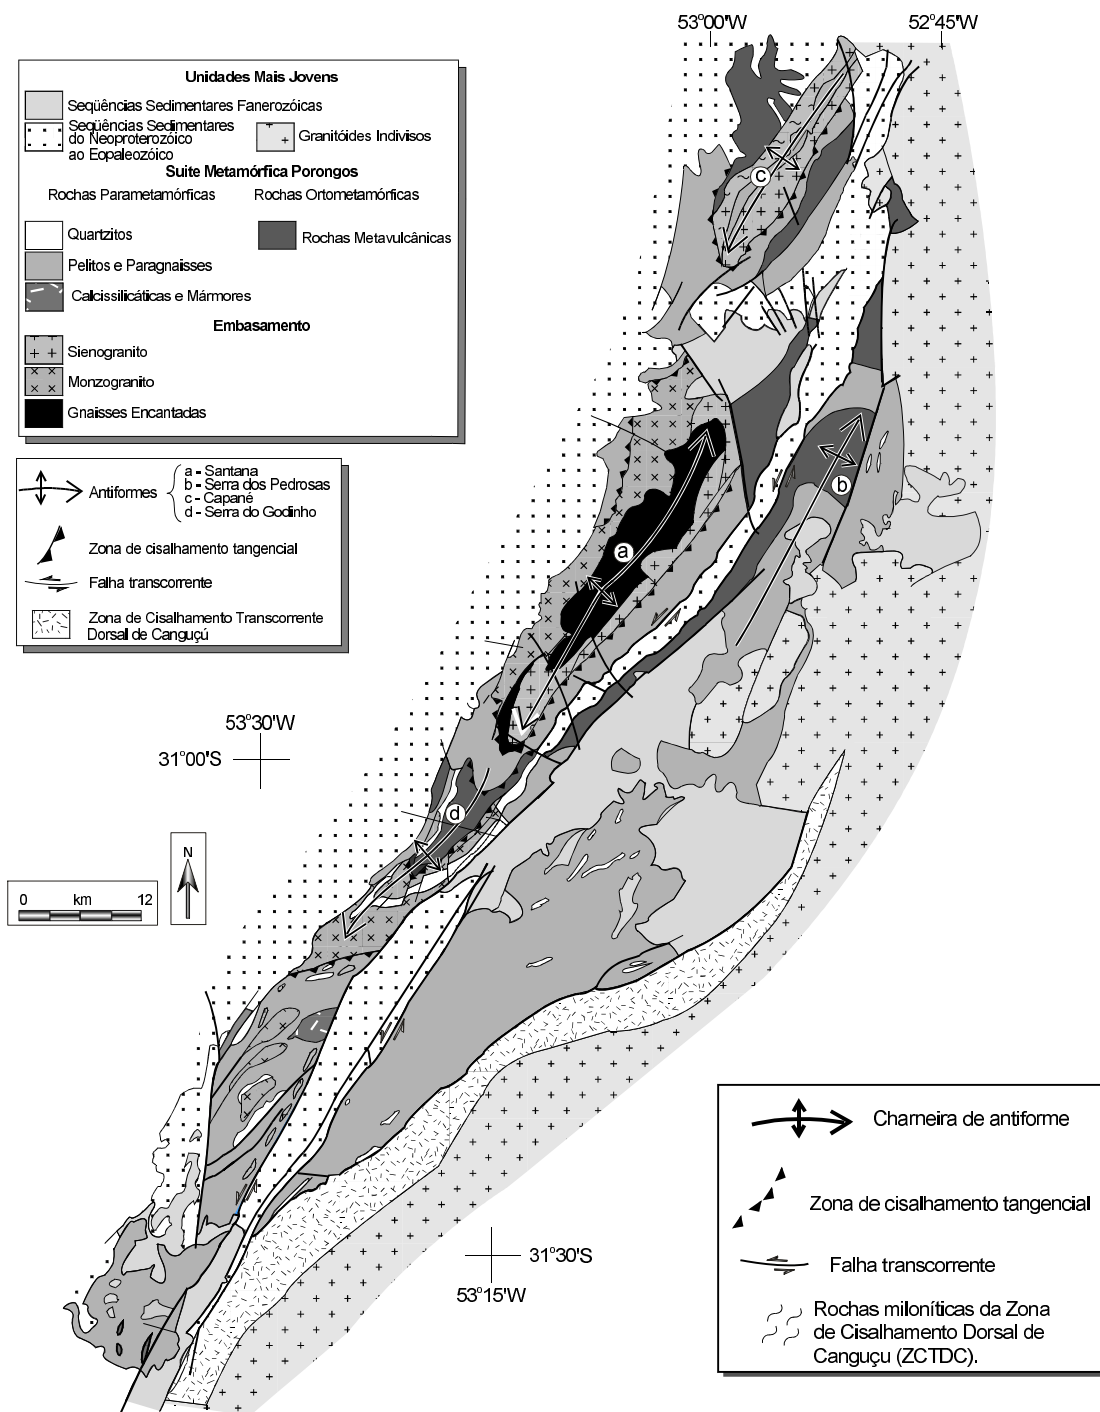 53°00'W
52°45'W
Unidades Mais Jovens
Seqüências Sedimentares Fanerozóicas
Seqüências Sedimentares
do Neoproterozóico
ao Eopaleozóico
Granitóides Indivisos
Suite Metamórfica Porongos
Rochas Parametamórficas
Rochas Ortometamórficas
Quartzitos
Rochas Metavulcânicas
Pelitos e Paragnaisses
Calcissilicáticas e Mármores
Embasamento
Sienogranito
Monzogranito
Gnaisses Encantadas
Antiformes
a - Santana
b - Serra dos Pedrosas
c - Capané
d - Serra do Godinho
Zona de cisalhamento tangencial
Falha transcorrente
Zona de Cisalhamento Transcorrente
Dorsal de Canguçú
c
b
a
d
53°30'W
31°00'S
N
0 km 12
31°30'S
53°15'W
Charneira de antiforme
Zona de cisalhamento tangencial
Falha transcorrente
Rochas miloníticas da Zona
de Cisalhamento Dorsal de
Canguçu (ZCTDC).